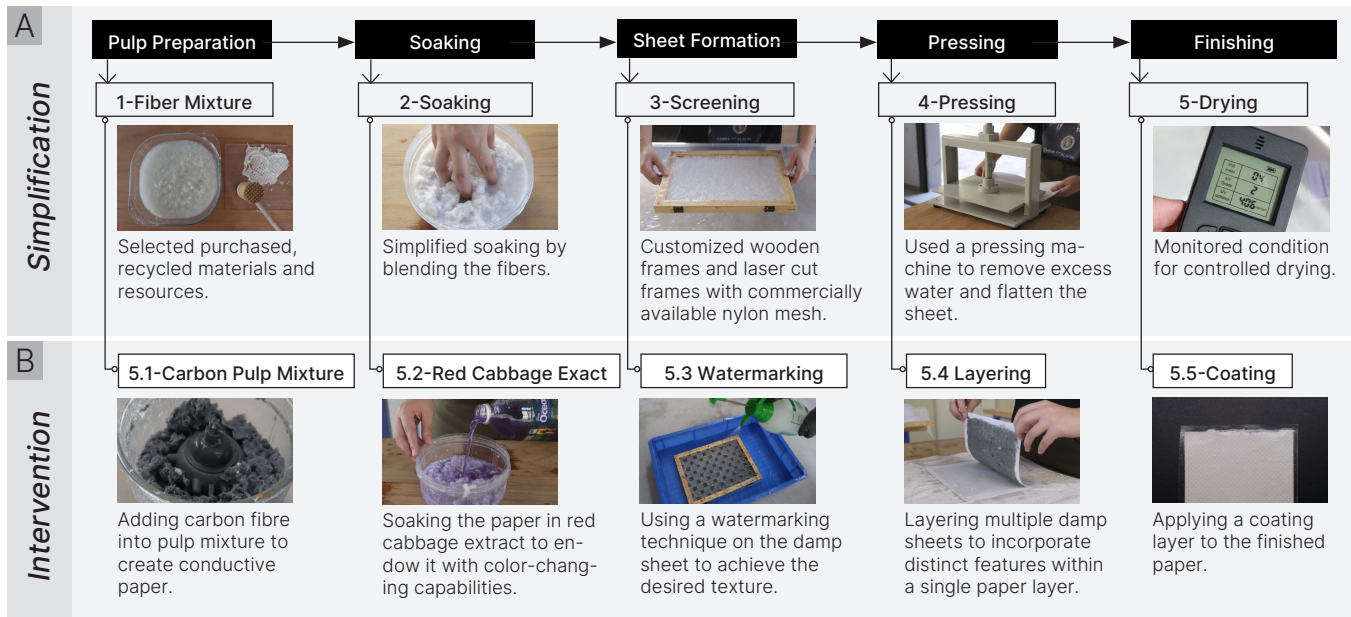 A
Simplification
Pulp Preparation
Soaking
Sheet Formation
Pressing
Finishing
1-Fiber Mixture
2-Soaking
3-Screening
4-Pressing
5-Drying
04
2
406
Selected purchased,
recycled materials and
resources.
Simplified soaking by
blending the fibers.
Customized wooden
frames and laser cut
frames with commercially
available nylon mesh.
Used a pressing ma-
chine to remove excess
water and flatten the
sheet.
Monitored condition
for controlled drying.
B
Intervention
5.1-Carbon Pulp Mixture
5.2-Red Cabbage Exact
5.3 Watermarking
5.4 Layering
5.5-Coating
Adding carbon fibre
into pulp mixture to
create conductive
paper.
Soaking the paper in red
cabbage extract to en-
dow it with color-chang-
ing capabilities.
Using a watermarking
technique on the damp
sheet to achieve the
desired texture.
Layering multiple damp
sheets to incorporate
distinct features within
a single paper layer.
Applying a coating
layer to the finished
paper.